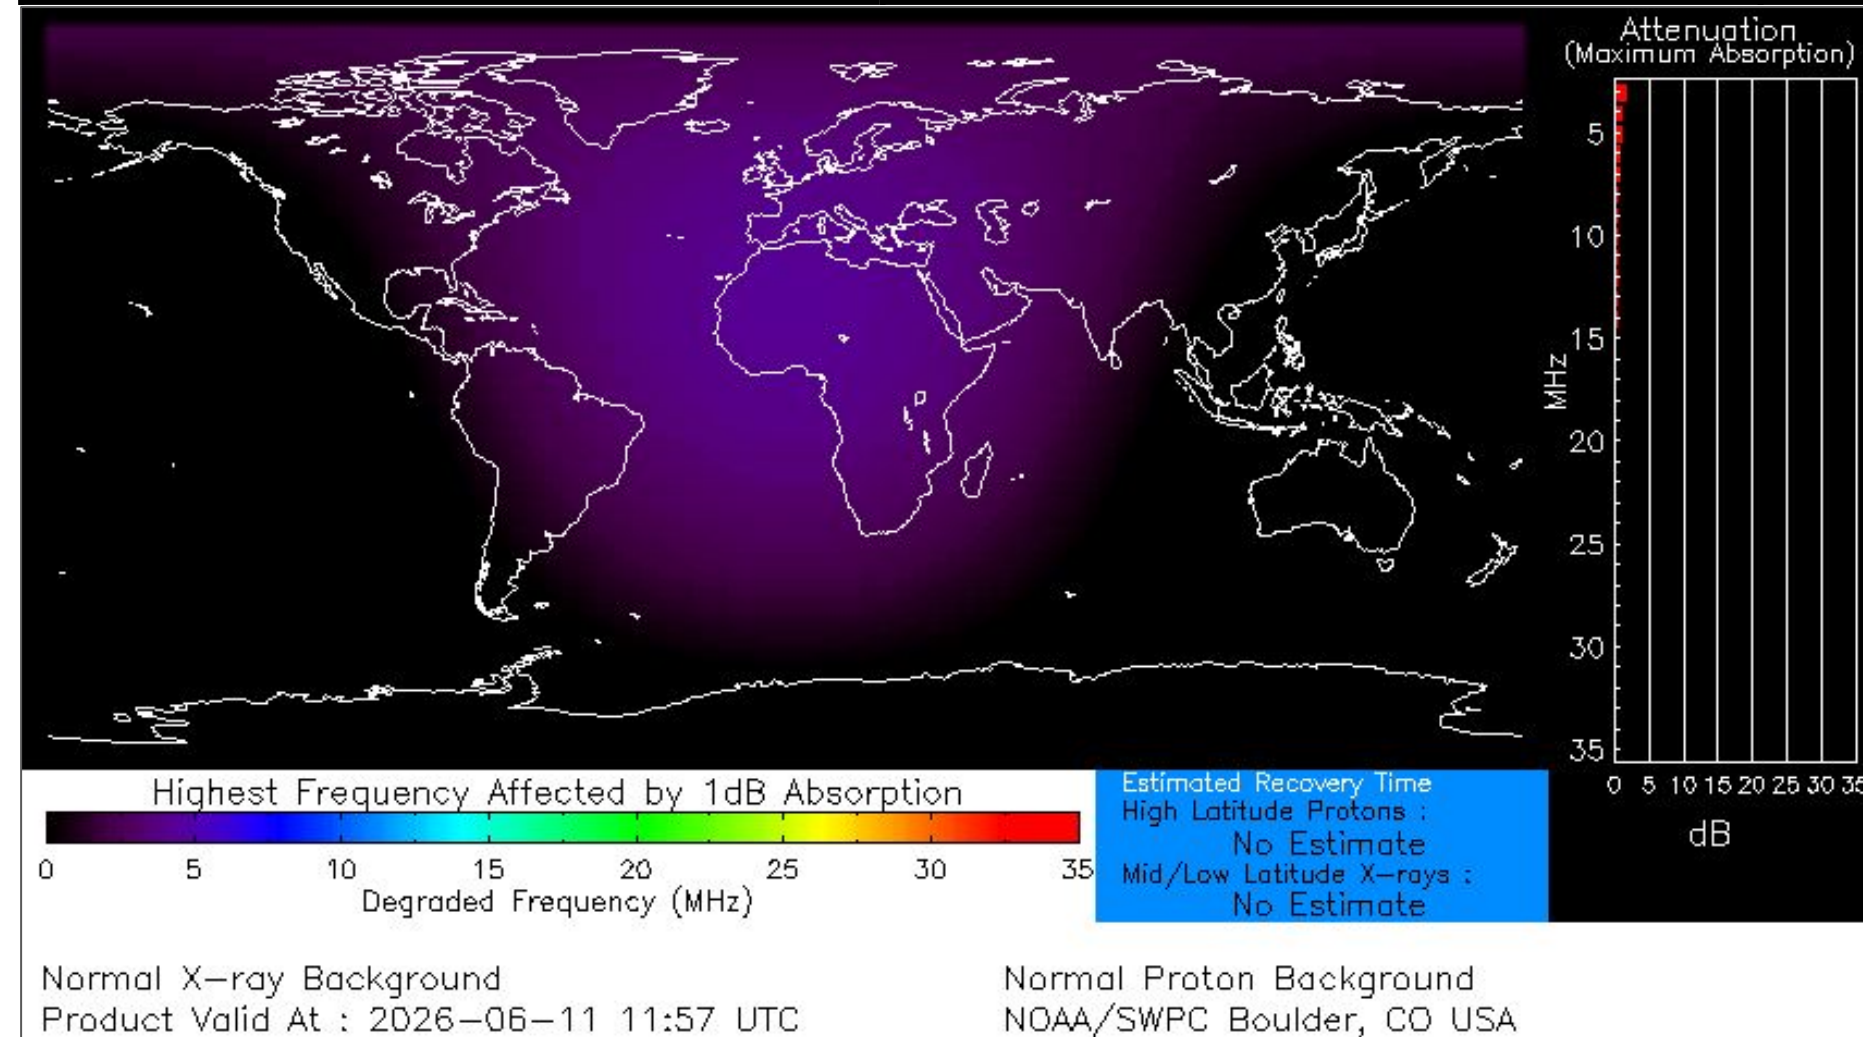 Attenuation
(Maximum Absorption)
5
10
15
20
25
30
35
MHz
0 5 10 15 20 25 30 35
dB
Highest Frequency Affected by 1dB Absorption
0 5 10 15 20 25 30 35
Degraded Frequency (MHz)
Estimated Recovery Time
High Latitude Protons :
No Estimate
Mid/Low Latitude X-rays :
No Estimate
Normal X-ray Background
Product Valid At : 2026-06-11 11:57 UTC
Normal Proton Background
NOAA/SWPC Boulder, CO USA